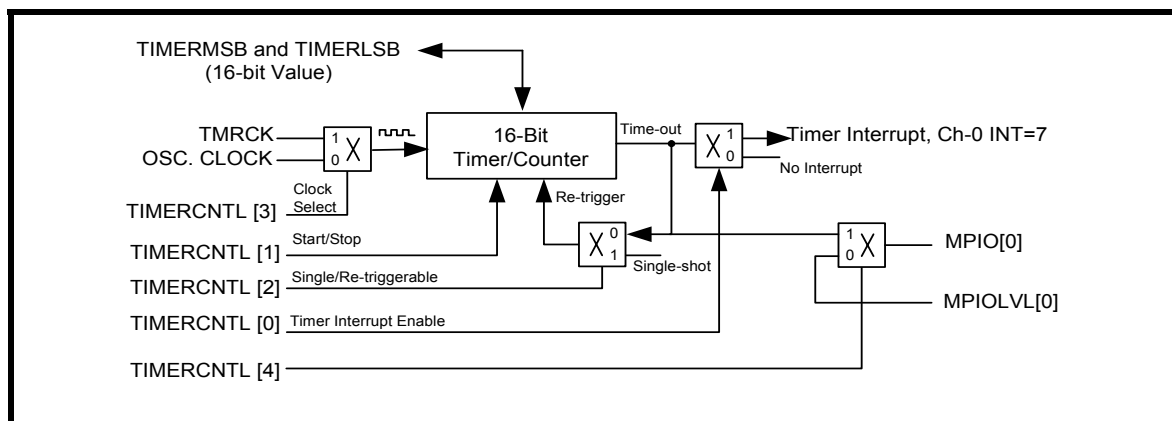 TIMERMSB and TIMERLSB
(16-bit Value)
TMRCK
OSC. CLOCK
1
0
X
16-Bit
Timer/Counter
Time-out
X
1
0
Timer Interrupt, Ch-0 INT=7
No Interrupt
Clock
Select
TIMERCNTL [3]
Re-trigger
TIMERCNTL [1]
Start/Stop
X
0
1
Single-shot
1
0
X
MPIO[0]
TIMERCNTL [2]
Single/Re-triggerable
MPIOLVL[0]
TIMERCNTL [0]
Timer Interrupt Enable
TIMERCNTL [4]